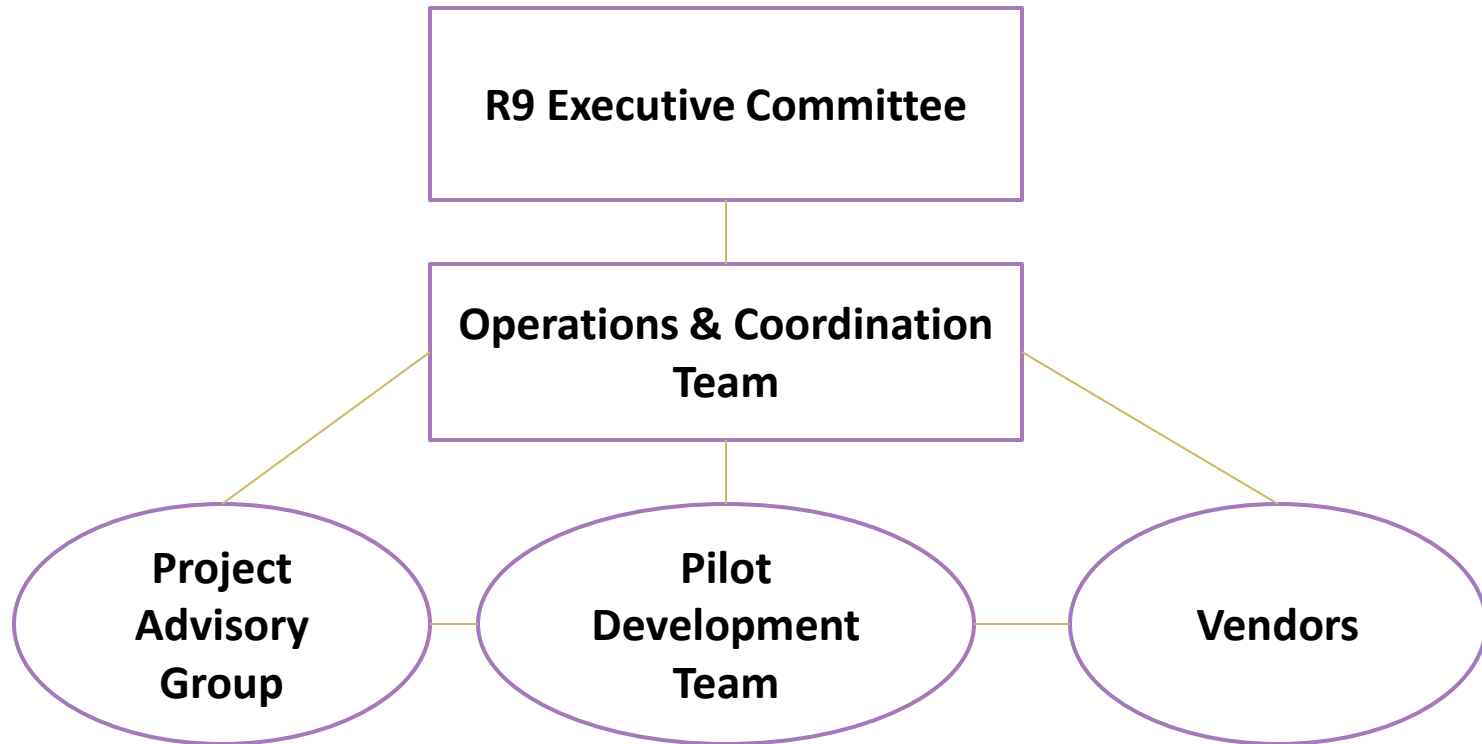 R9 Executive Committee
Operations & Coordination
Team
Project
Advisory
Group
Pilot
Development
Team
Vendors